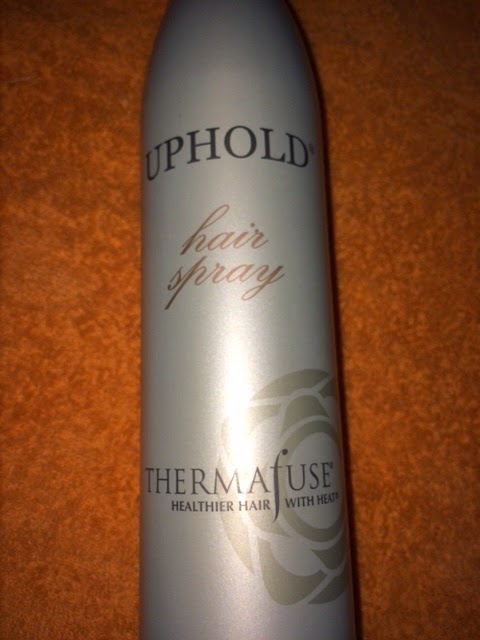 UPHOLD®
hair
spray
THERMAfUSE®
HEALTHIER HAIR WITH HEAT®